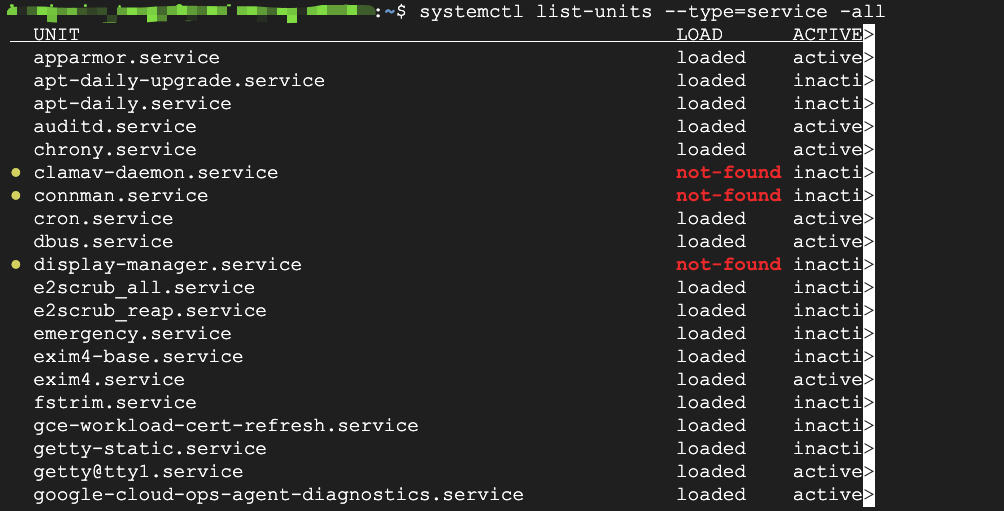 :~$ systemctl list-units --type=service -all
UNIT LOAD ACTIVE>
apparmor.service loaded active>
apt-daily-upgrade.service loaded inacti>
apt-daily.service loaded inacti>
auditd.service loaded active>
chrony.service loaded active>
● clamav-daemon.service not-found inacti>
● connman.service not-found inacti>
cron.service loaded active>
dbus.service loaded active>
● display-manager.service not-found inacti>
e2scrub_all.service loaded inacti>
e2scrub_reap.service loaded inacti>
emergency.service loaded inacti>
exim4-base.service loaded inacti>
exim4.service loaded active>
fstrim.service loaded inacti>
gce-workload-cert-refresh.service loaded inacti>
getty-static.service loaded inacti>
getty@tty1.service loaded active>
google-cloud-ops-agent-diagnostics.service loaded active>